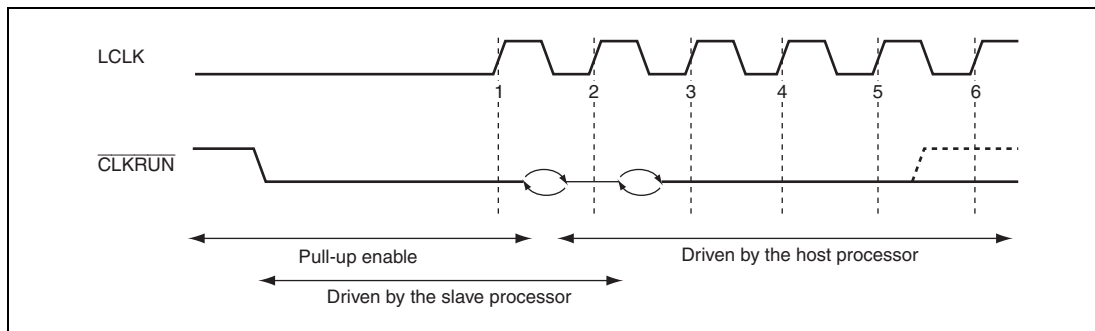 LCLK
1 2 3 4 5 6
CLKRUN
Pull-up enable
Driven by the host processor
Driven by the slave processor